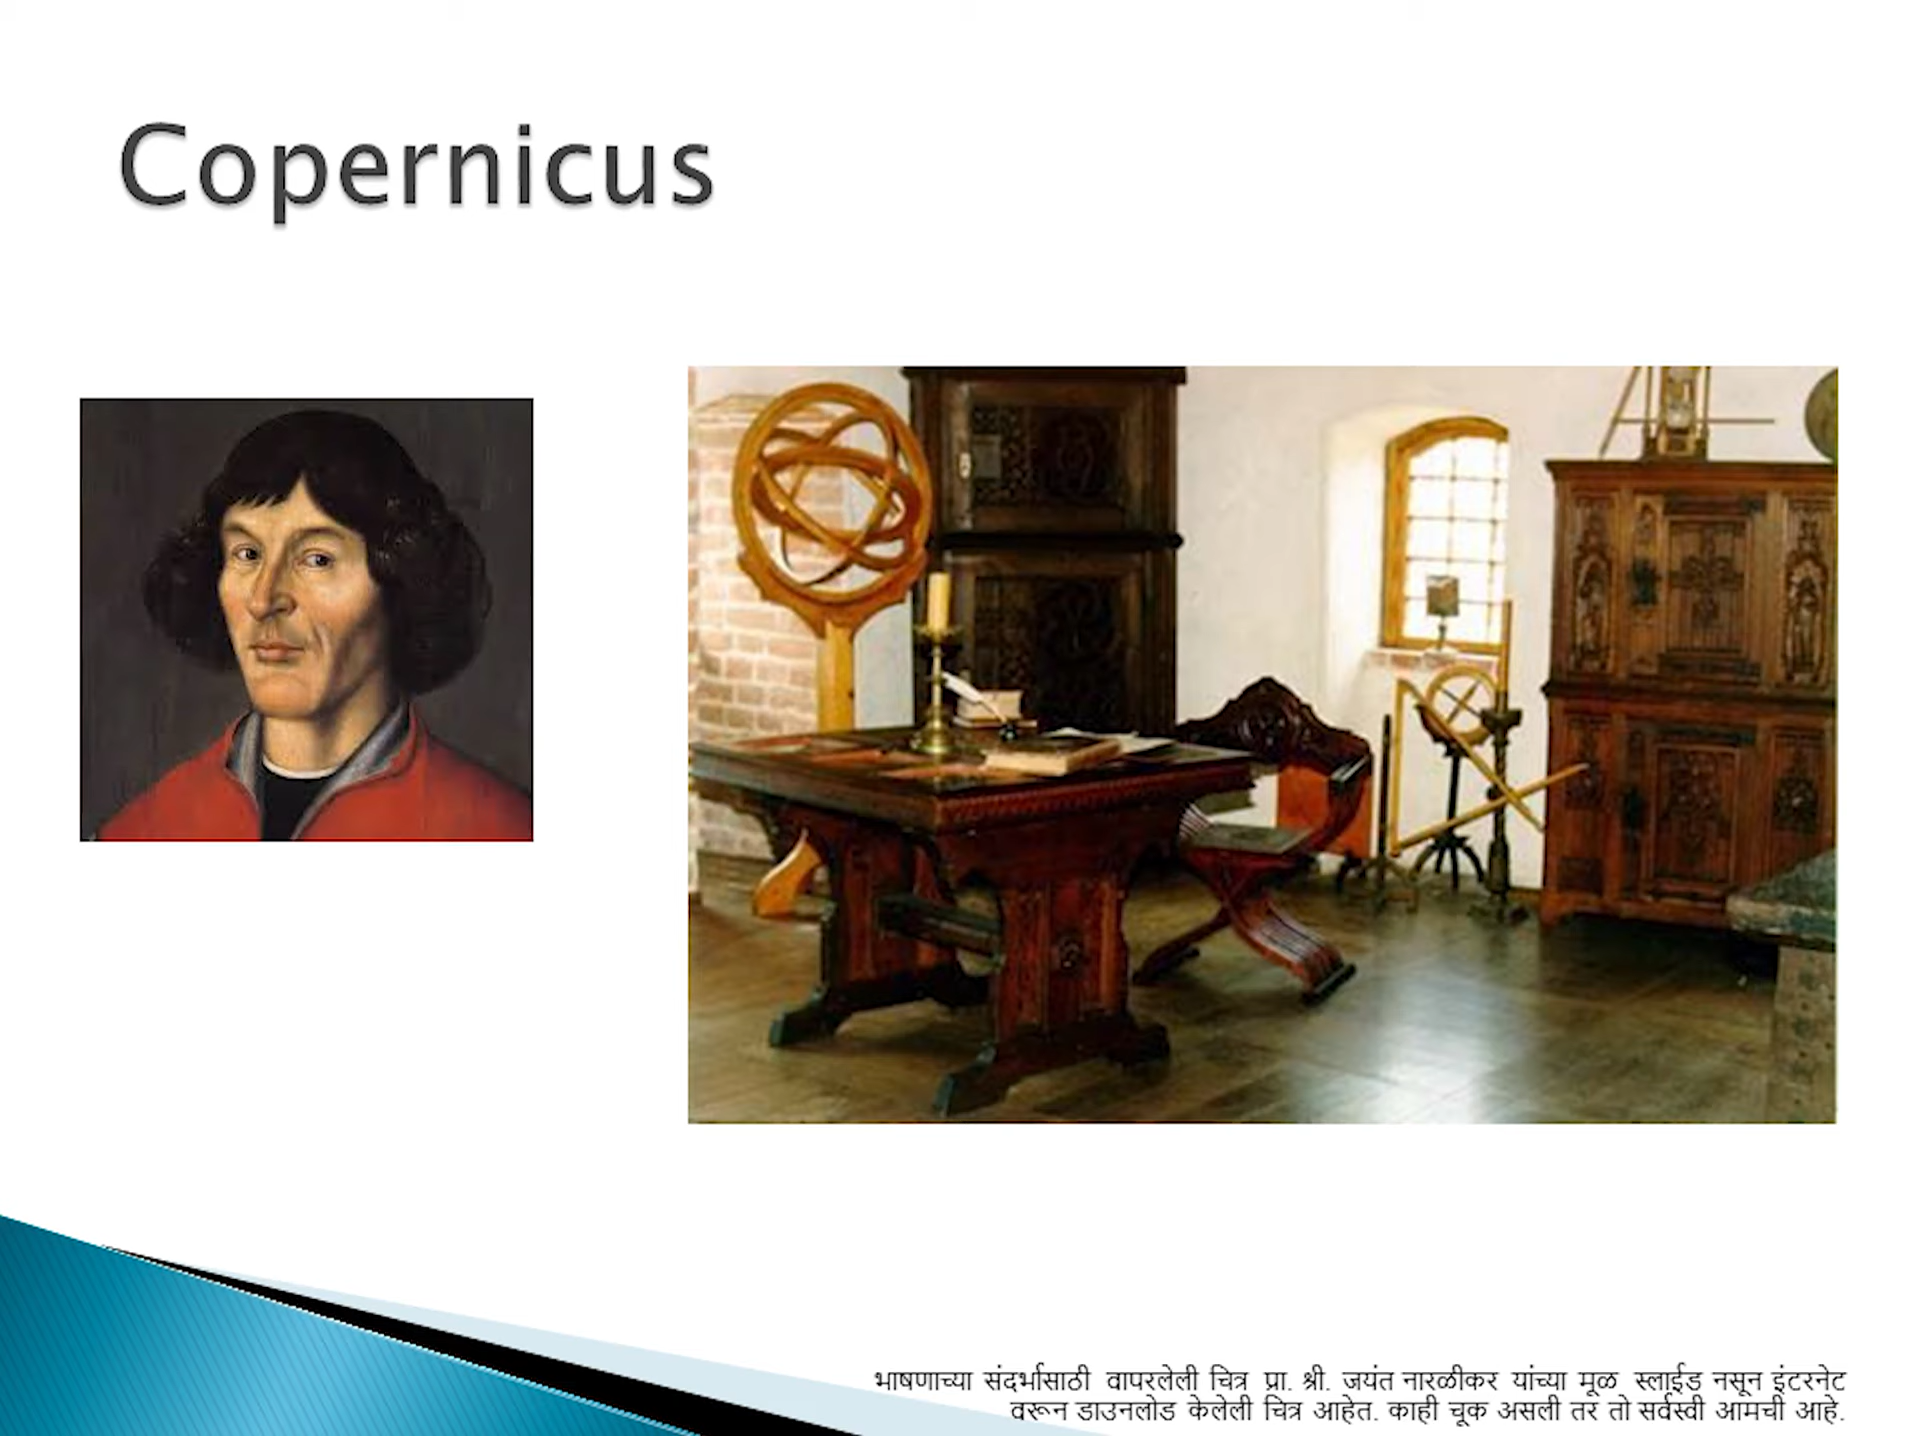 Copernicus
भाषणाच्या संदर्भासाठी वापरलेली चित्र प्रा. श्री. जयंत नारळीकर यांच्या मूळ स्लाईड नसून इंटरनेट
वरून डाउनलोड केलेली चित्र आहेत. काही चूक असली तर तो सर्वस्वी आमची आहे.